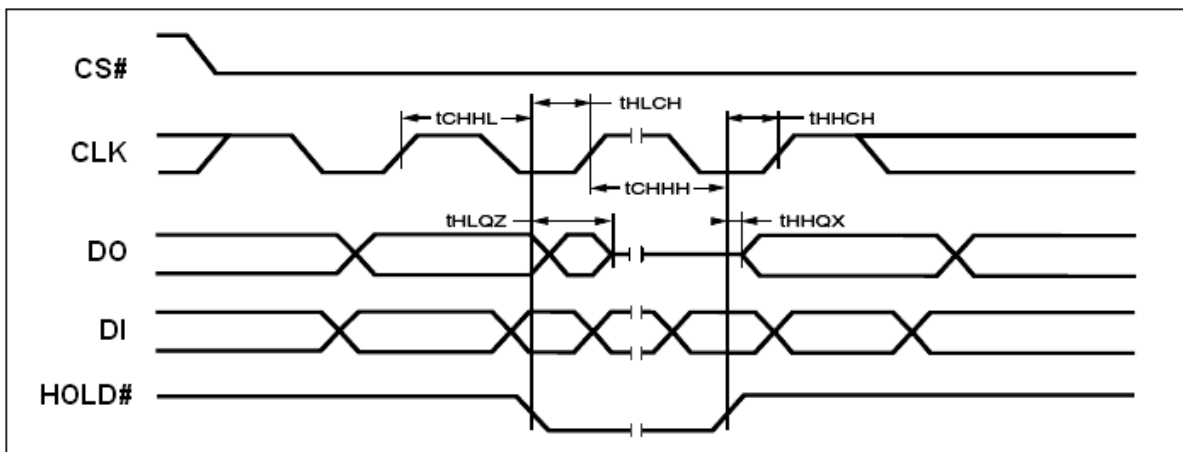 CS#
tHLCH
tCHHL
tHHCH
CLK
tCHHH
tHLQZ
tHHQX
DO
DI
HOLD#